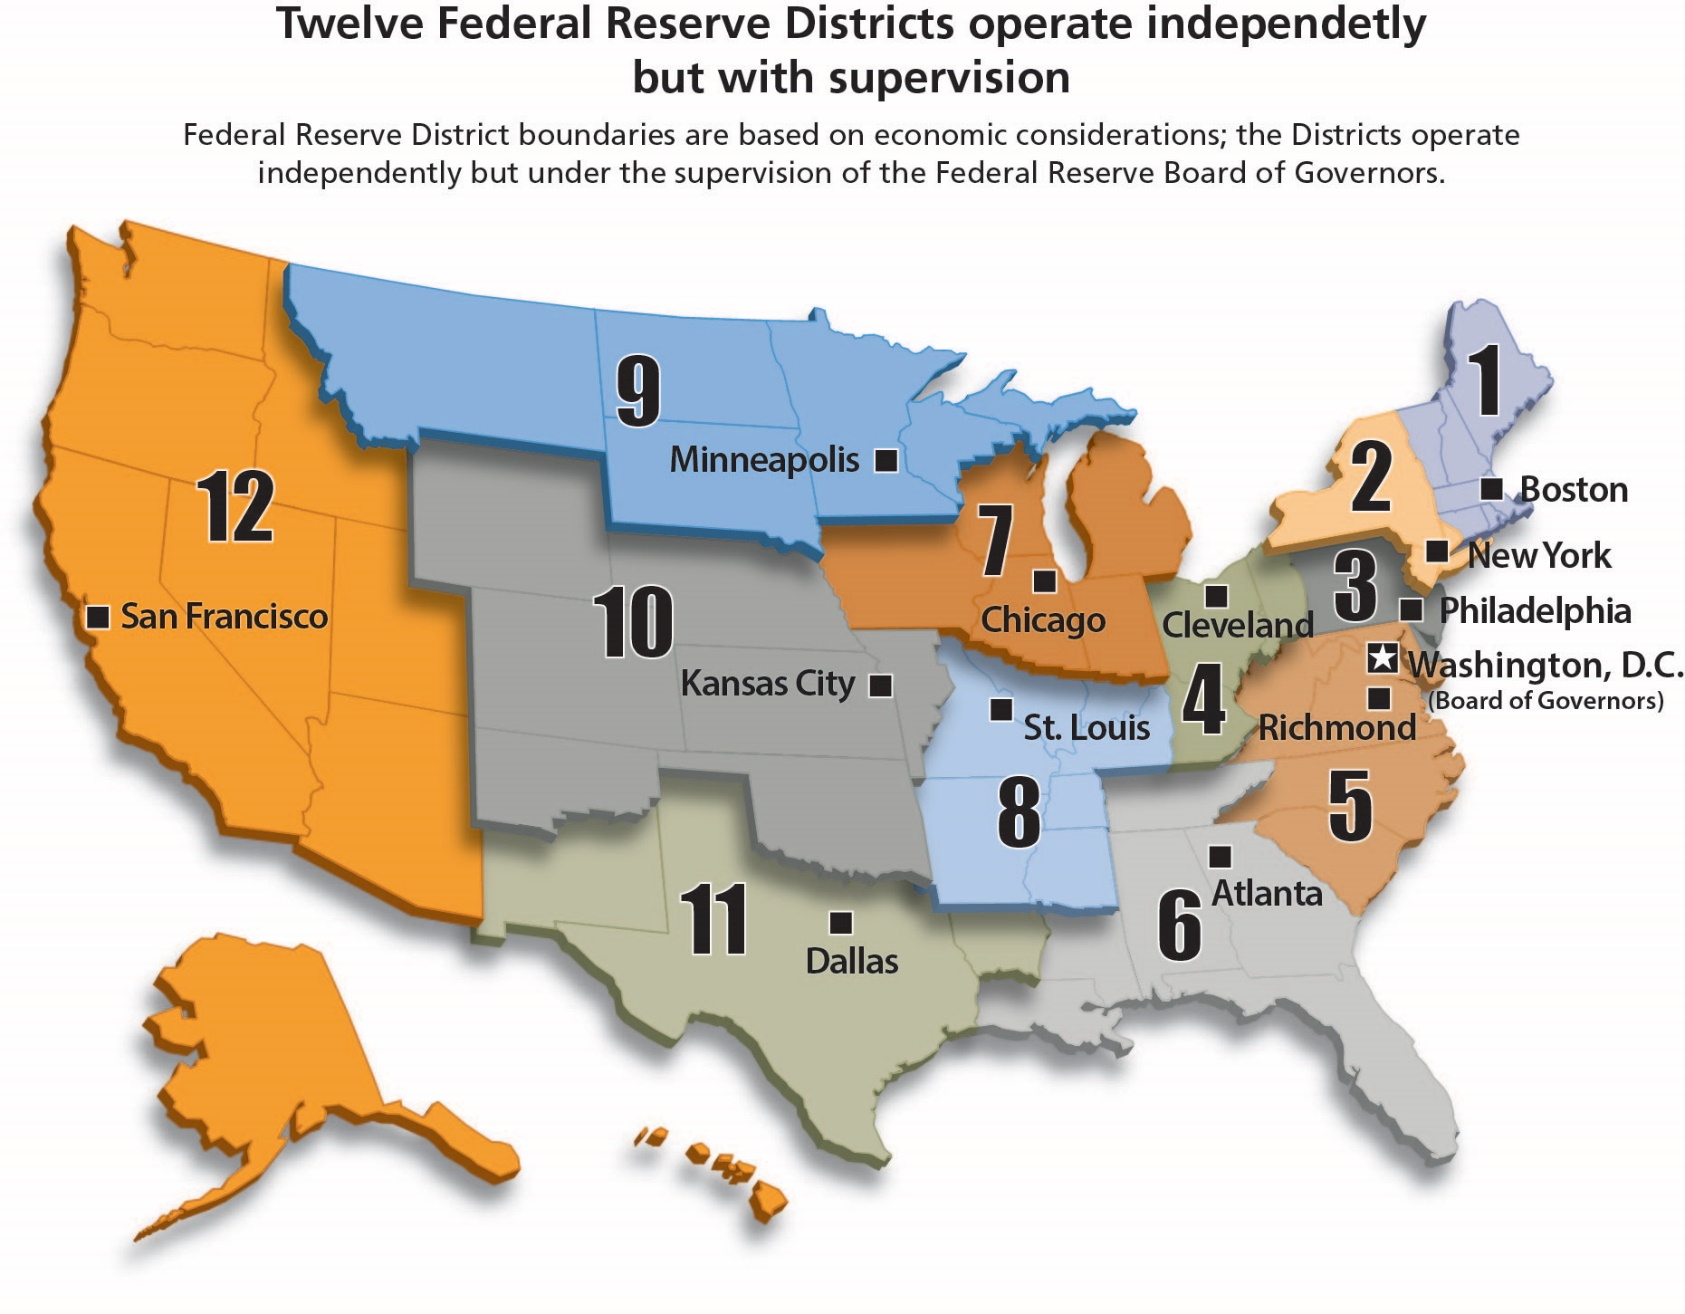 Twelve Federal Reserve Districts operate independetly
but with supervision
Federal Reserve District boundaries are based on economic considerations; the Districts operate
independently but under the supervision of the Federal Reserve Board of Governors.
1
9
2
Minneapolis
12
Boston
7
New York
3
10
San Francisco
Chicago
Cleveland
Philadelphia
Washington, D.C.
Kansas City
4
(Board of Governors)
St. Louis
Richmond
8
5
11
Atlanta
6
Dallas